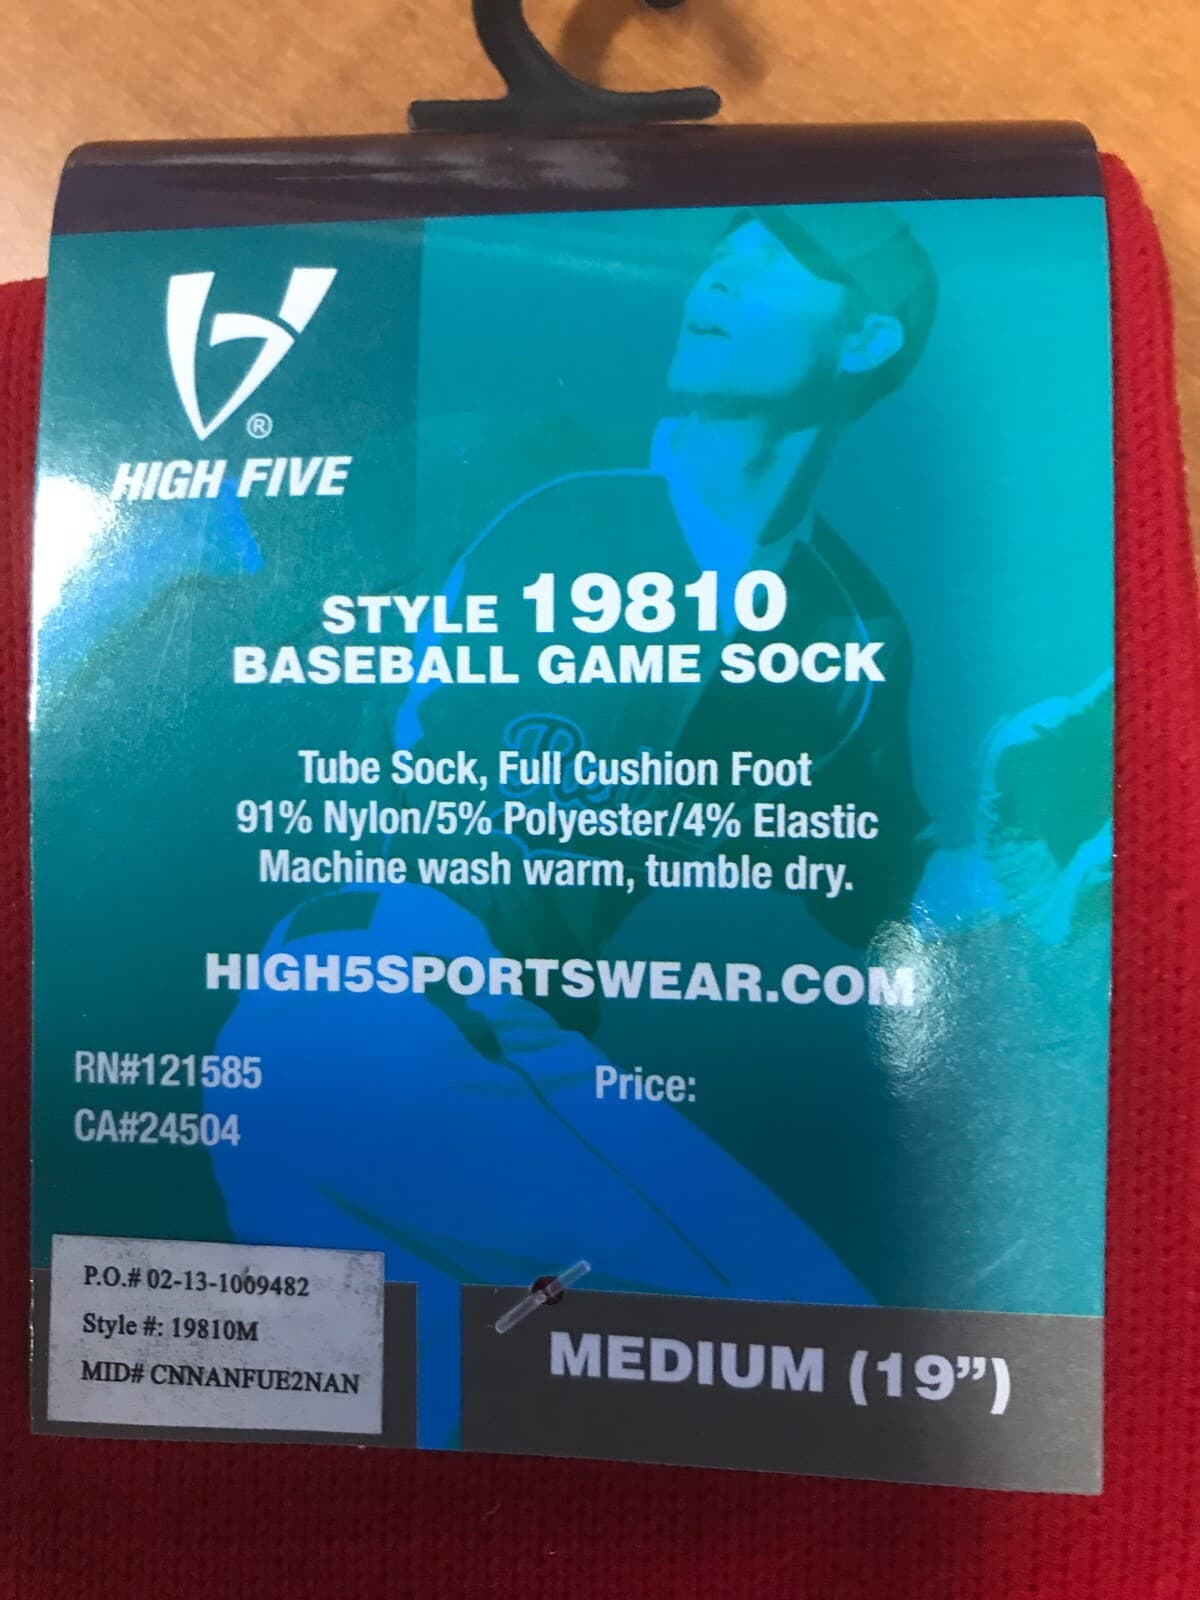 ®
HIGH FIVE
STYLE 19810
BASEBALL GAME SOCK
Tube Sock, Full Cushion Foot
91% Nylon/5% Polyester/4% Elastic
Machine wash warm, tumble dry.
HIGH5SPORTSWEAR.COM
RN#121585
CA#24504
Price:
P.O.# 02-13-1009482
Style #: 19810M
MID# CNNANFUE2NAN
MEDIUM (19”)